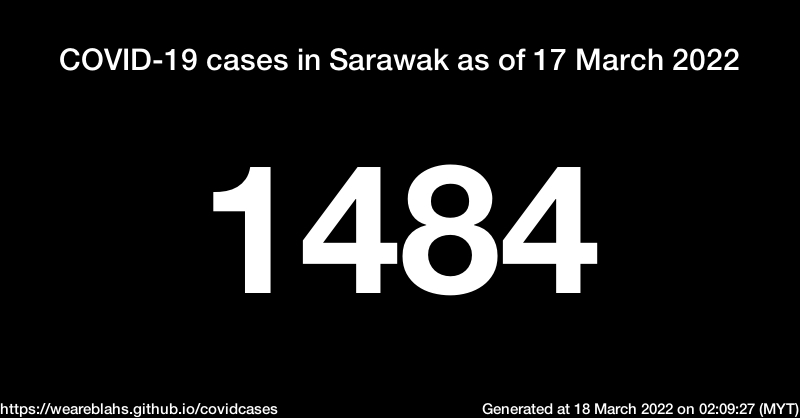 COVID-19 cases in Sarawak as of 17 March 2022
1484
https://weareblahs.github.io/covidcases
Generated at 18 March 2022 on 02:09:27 (MYT)